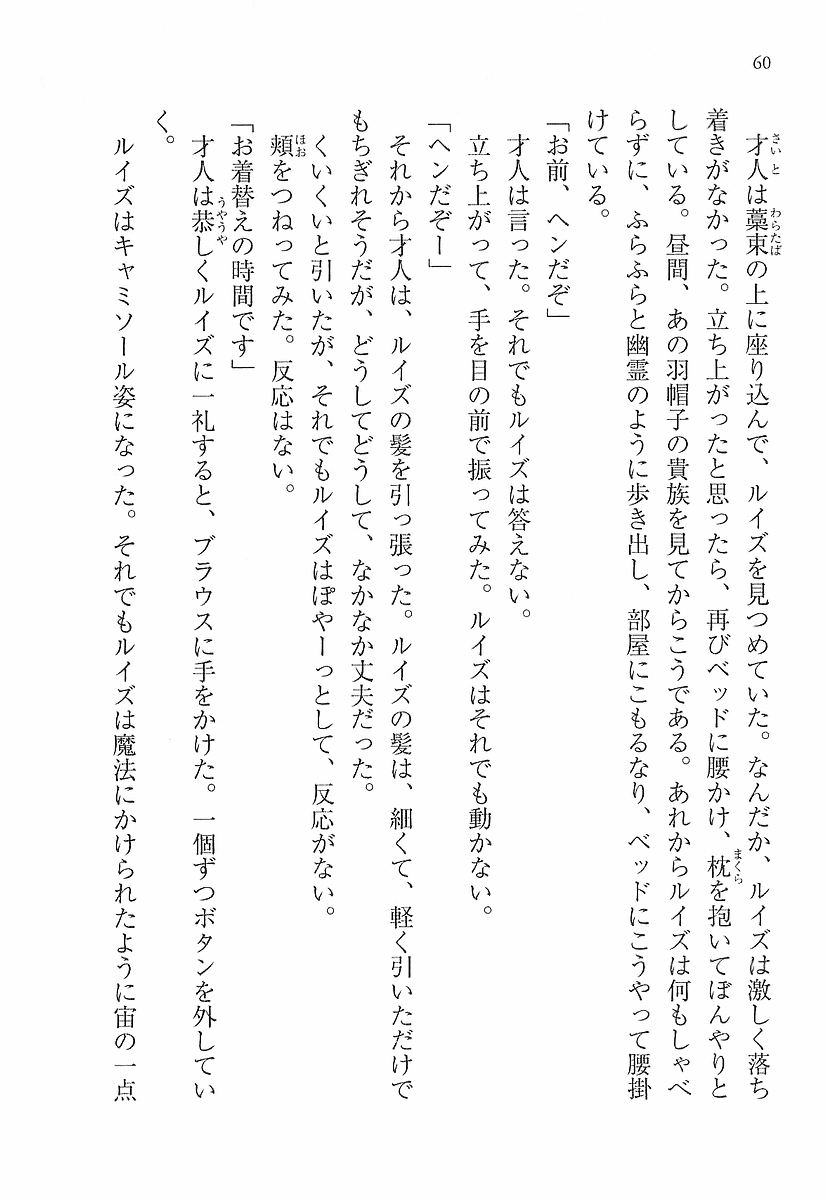 60
才人は藁束の上に座り込んで、ルイズを見つめていた。なんだか、ルイズは激しく落ち
着きがなかった。立ち上がったと思ったら、再びベッドに腰かけ、枕を抱いてぼんやりと
している。昼間、あの羽帽子の貴族を見てからこうである。あれからルイズは何もしゃべ
らずに、ふらふらと幽霊のように歩き出し、部屋にこもるなり、ベッドにこうやって腰掛
けている。
「お前、ヘンだぞ」
才人は言った。それでもルイズは答えない。
立ち上がって、手を目の前で振ってみた。ルイズはそれでも動かない。
「ヘンだぞー」
それから才人は、ルイズの髪を引っ張った。ルイズの髪は、細くて、軽く引いただけで
もちぎれそうだが、どうしてどうして、なかなか丈夫だった。
くいくいと引いたが、それでもルイズはぽやーっとして、反応がない。
頬をつねってみた。反応はない。
「お着替えの時間です」
才人は恭しくルイズに一礼すると、ブラウスに手をかけた。一個ずつボタンを外してい
く。
ルイズはキャミソール姿になった。それでもルイズは魔法にかけられたように宙の一点